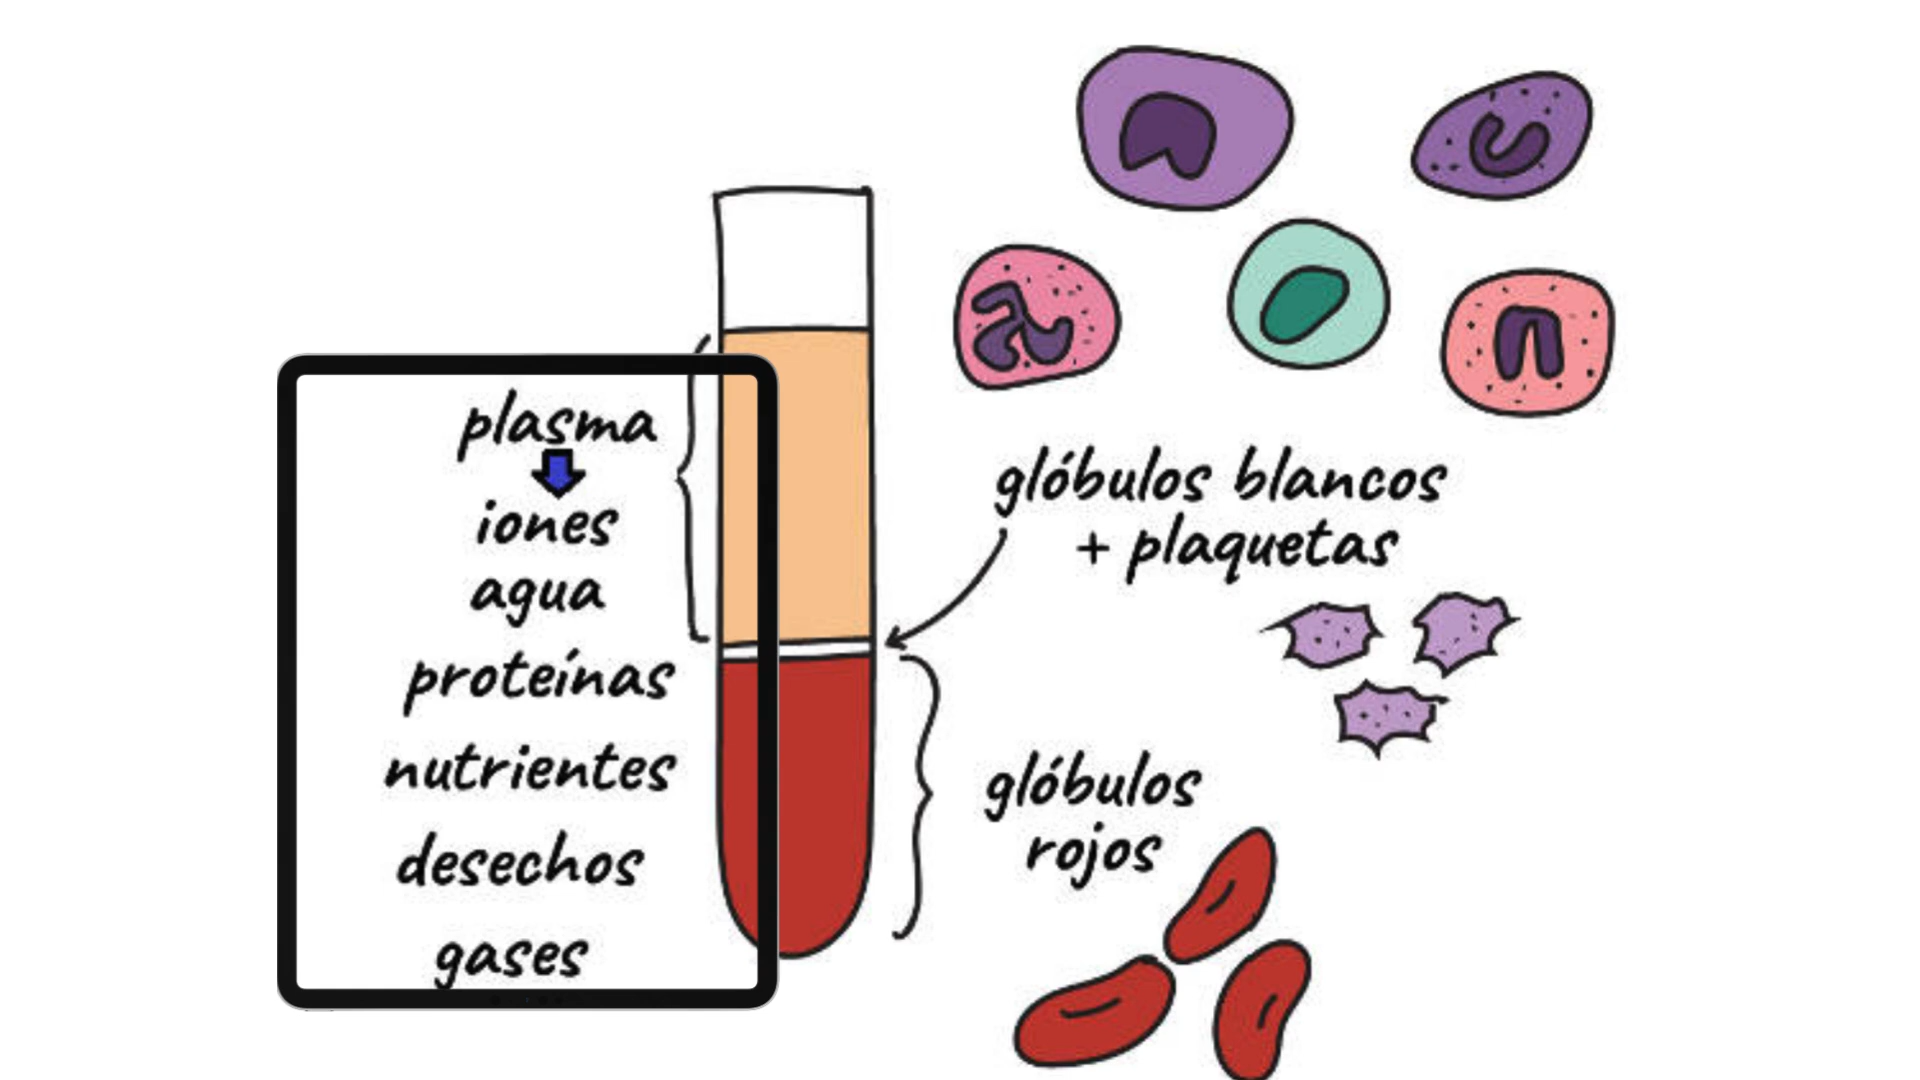 plasma
iones
agua
proteínas
nutrientes
desechos
gases
glóbulos blancos
+ plaquetas
glóbulos
rojos